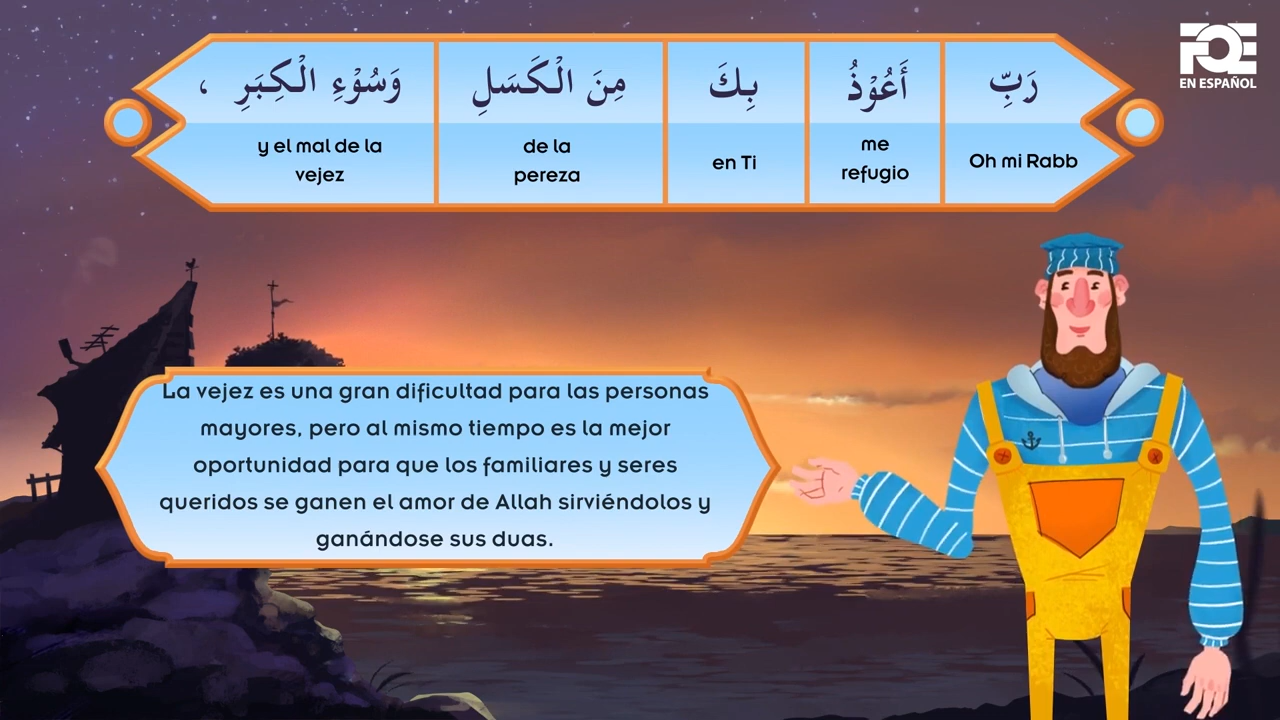 رَبِّ أَعُوْذُ بِكَ مِنَ الْكَسَلِ وَسُوْءِ الْكِبَرِ ،
Oh mi Rabb
me
refugio
en Ti
de la
pereza
y el mal de la
vejez
FQE
EN ESPAÑOL
La vejez es una gran dificultad para las personas
mayores, pero al mismo tiempo es la mejor
oportunidad para que los familiares y seres
queridos se ganen el amor de Allah sirviéndolos y
ganándose sus duas.